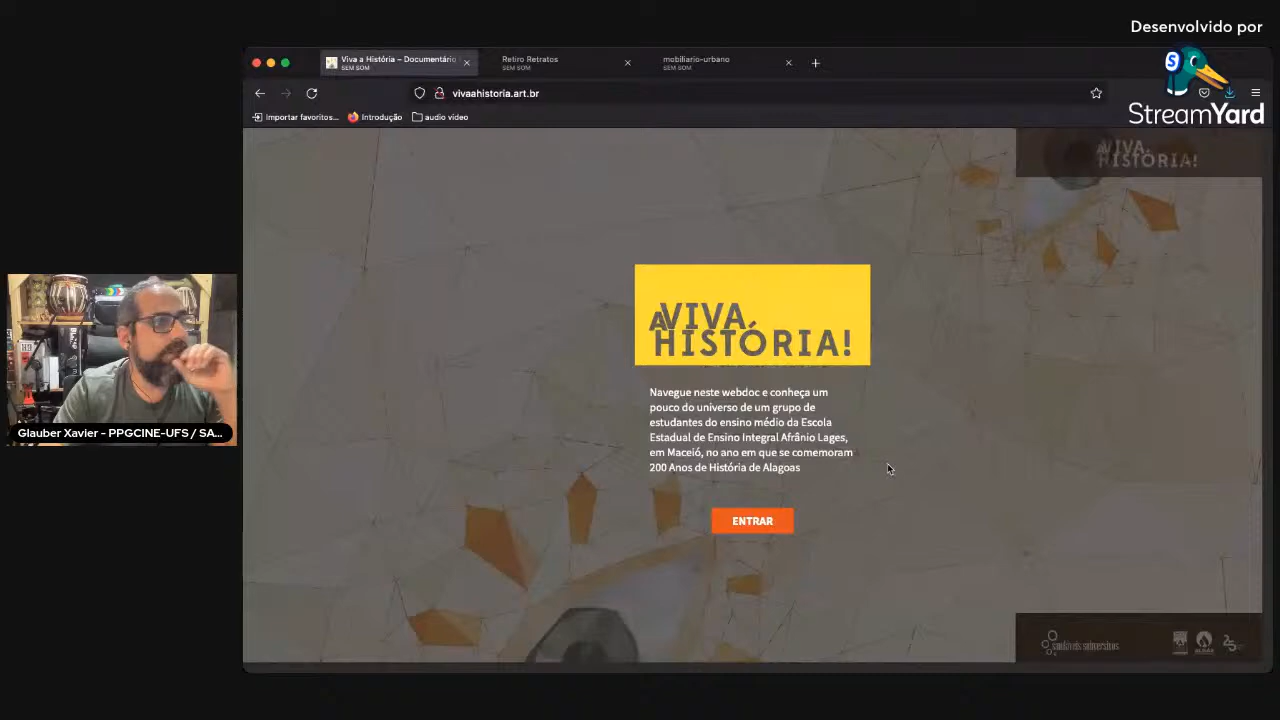 Desenvolvido por
StreamYard
Viva a História – Documentário
SEM SOM
Retiro Retratos
SEM SOM
mobiliario-urbano
SEM SOM
vivaahistoria.art.br
Importar favoritos...
Introdução
audio video
VIVA
A HISTÓRIA!
VIVA
A HISTÓRIA!
Navegue neste webdoc e conheça um
pouco do universo de um grupo de
estudantes do ensino médio da Escola
Estadual de Ensino Integral Afrânio Lages,
em Maceió, no ano em que se comemoram
200 Anos de História de Alagoas
ENTRAR
Glauber Xavier - PPGCINE-UFS / SA...